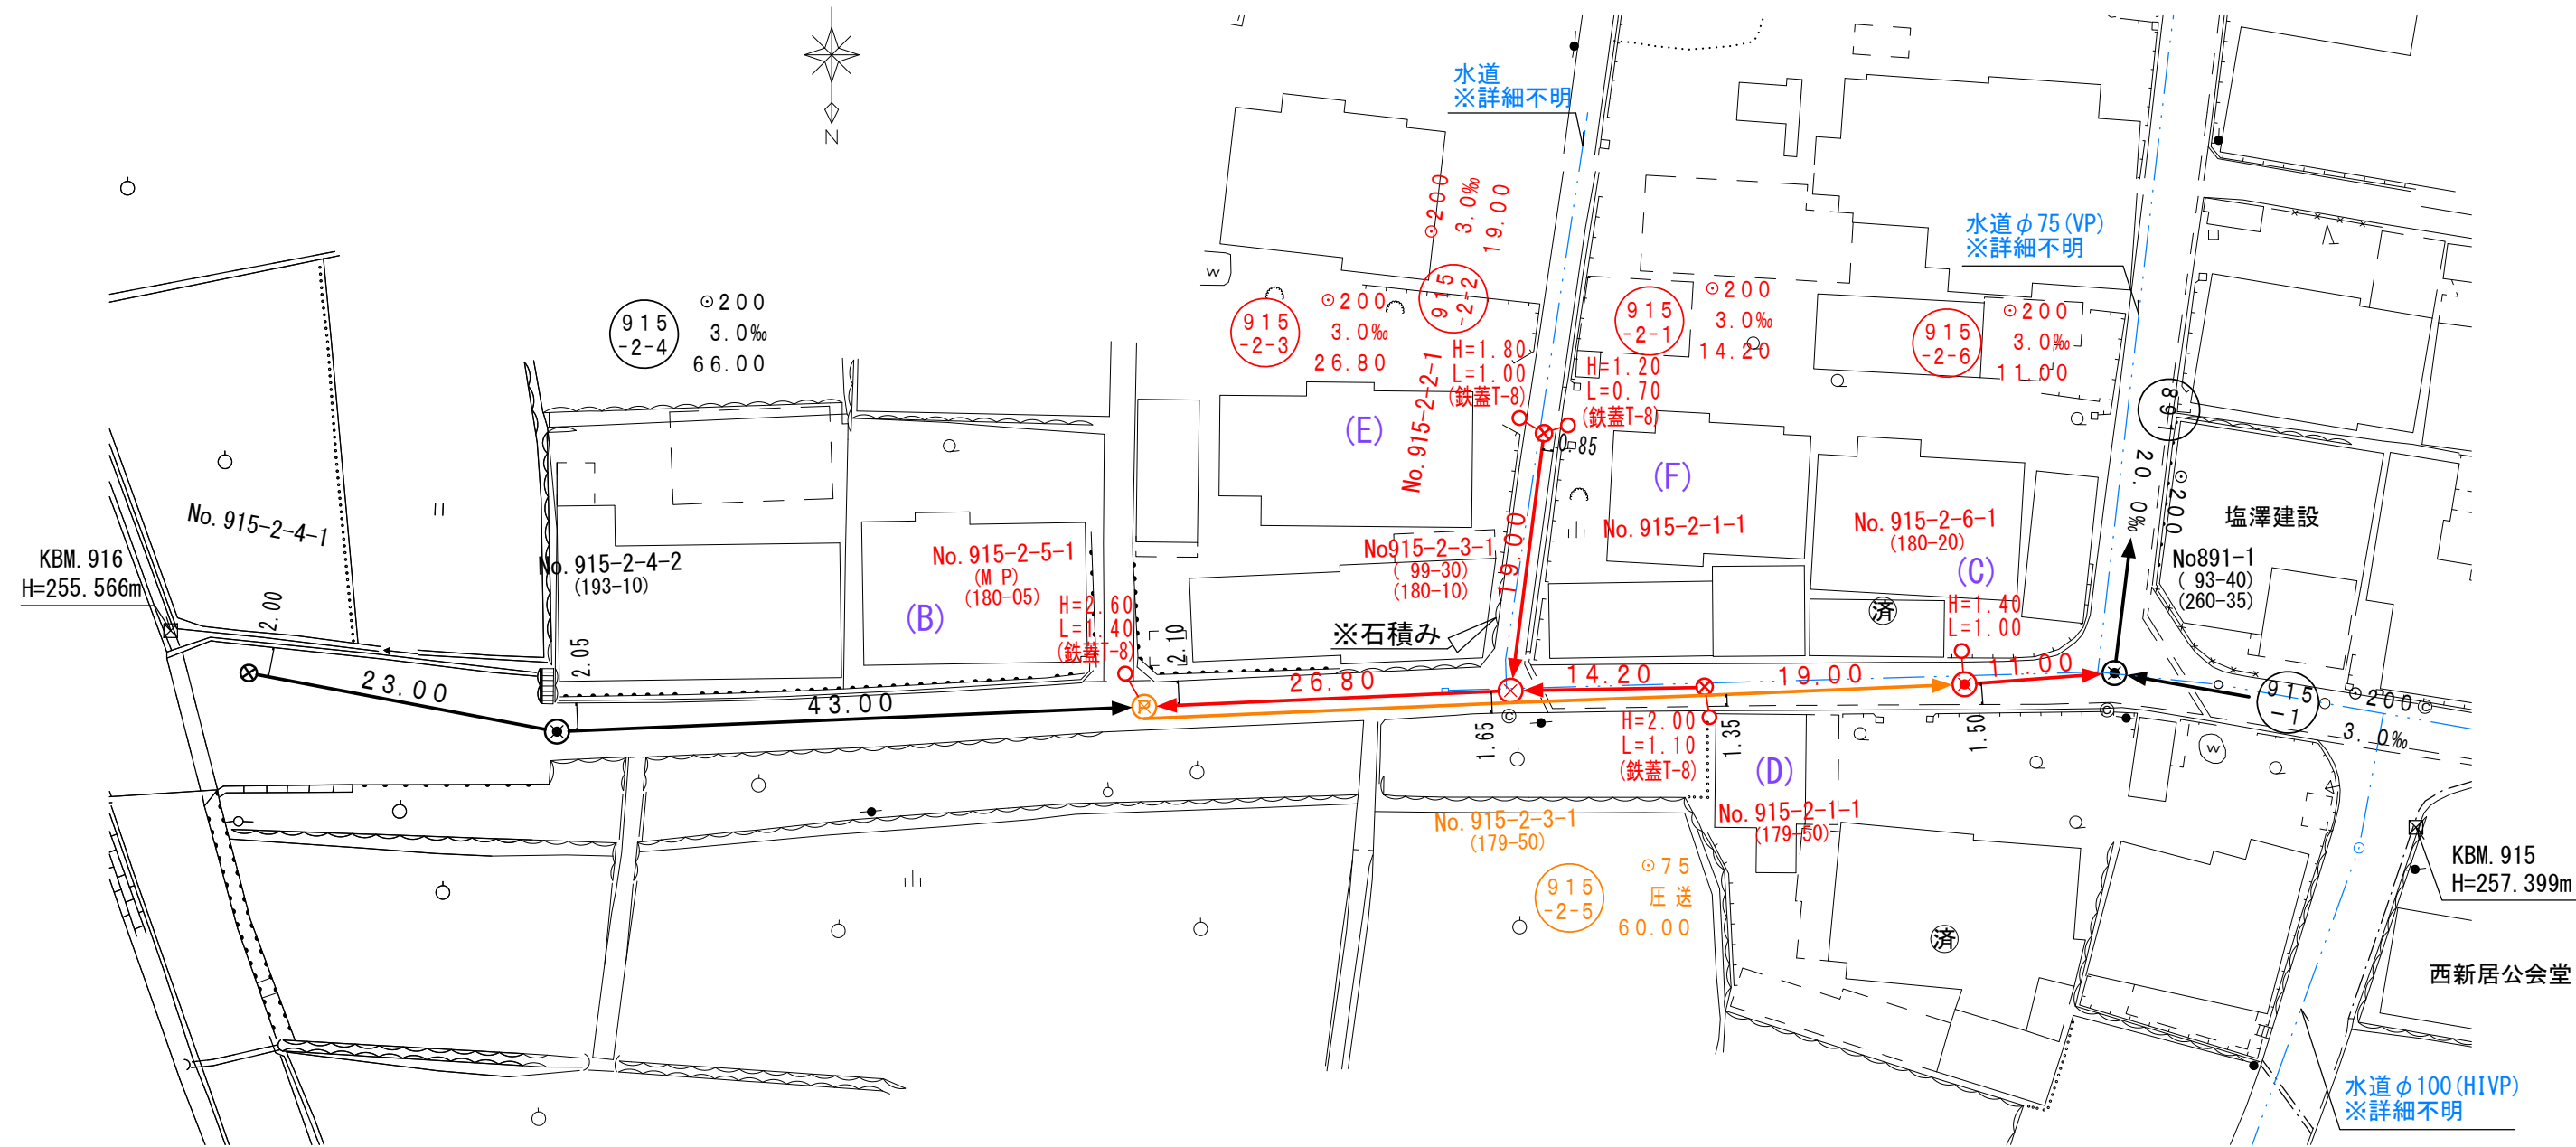 N
水道
※詳細不明
水道φ75(VP)
※詳細不明
915
-2-4
⊙200
3.0‰
66.00
915
-2-3
⊙200
3.0‰
26.80
915
-2-2
⊙200
3.0‰
19.00
915
-2-1
⊙200
3.0‰
14.20
915
-2-6
⊙200
3.0‰
11.00
H=1.80
L=1.00
(鉄蓋T-8)
H=1.20
L=0.70
(鉄蓋T-8)
No.915-2-2-1
0.85
(E)
(F)
891
20.0‰
⊙200
塩澤建設
No891-1
( 93-40)
(260-35)
No.915-2-4-1
KBM.916
H=255.566m
2.00
No.915-2-4-2
(193-10)
2.05
No.915-2-5-1
(M P)
(180-05)
(B)
H=2.60
L=1.40
(鉄蓋T-8)
2.10
No915-2-3-1
( 99-30)
(180-10)
※石積み
19.00
No.915-2-1-1
No.915-2-6-1
(180-20)
(C)
済
H=1.40
L=1.00
23.00
43.00
26.80
14.20
19.00
11.00
P
W
C
1.65
H=2.00
L=1.10
(鉄蓋T-8)
1.35
(D)
1.50
C
W
915
-1
⊙200
C
3.0‰
No.915-2-3-1
(179-50)
No.915-2-1-1
(179-50)
915
-2-5
⊙75
圧送
60.00
済
KBM.915
H=257.399m
西新居公会堂
水道φ100(HIVP)
※詳細不明